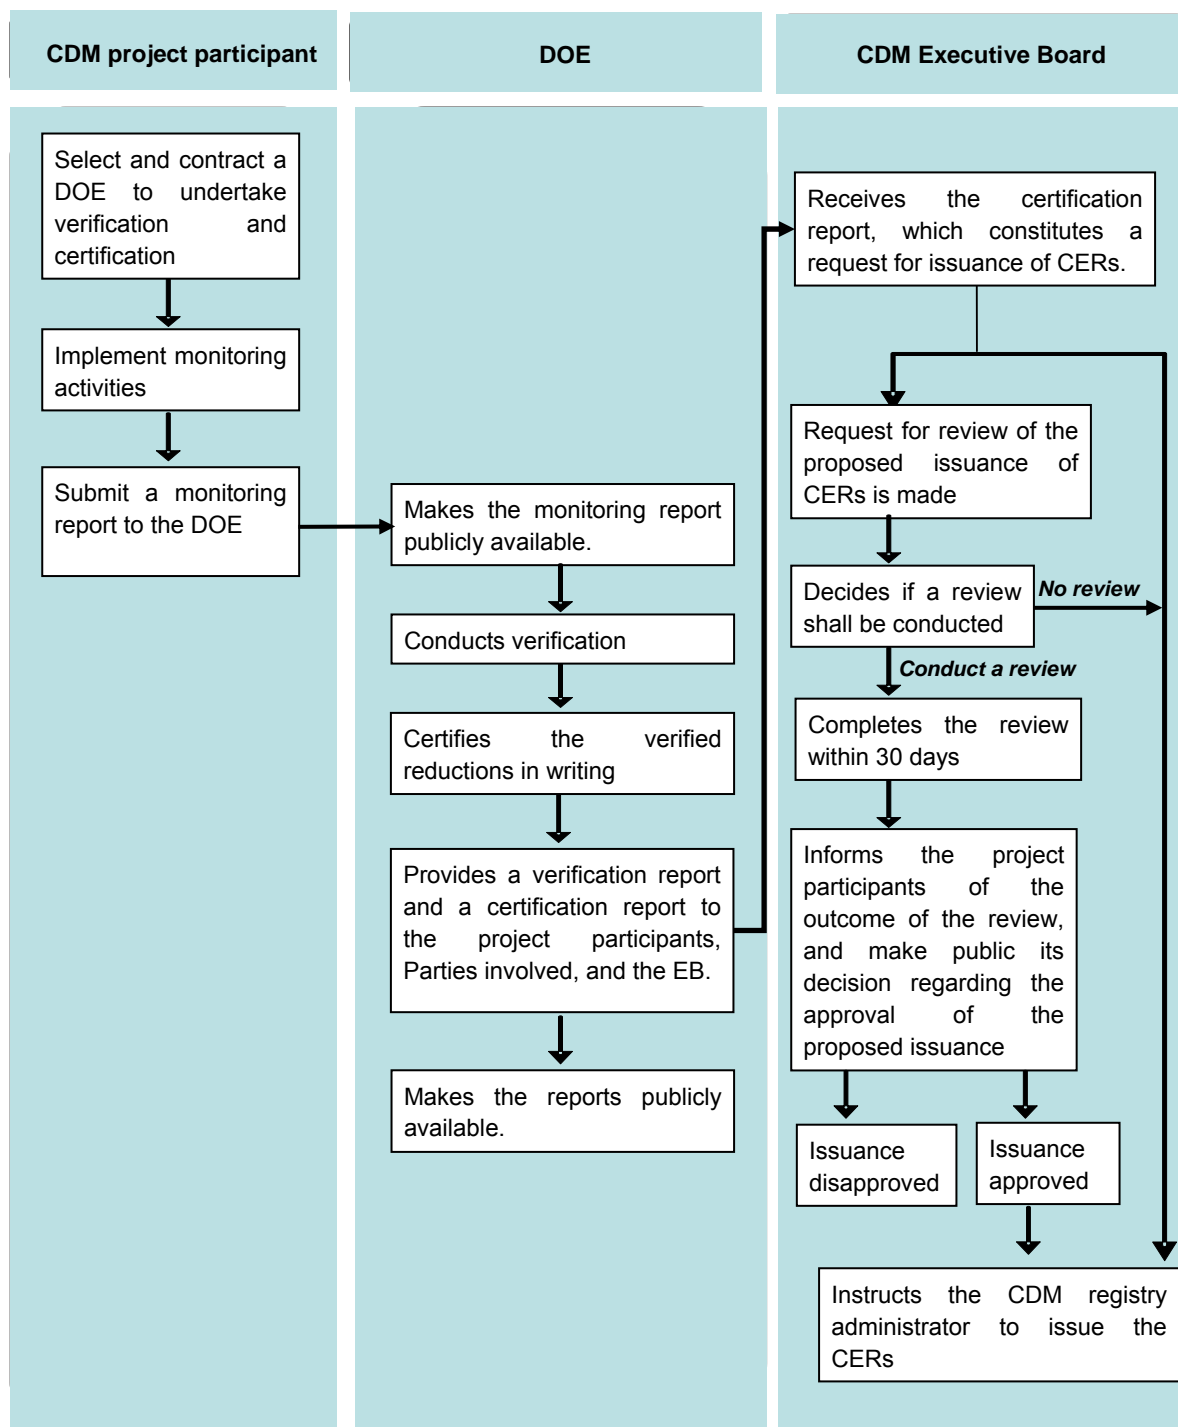 CDM project participant
DOE
CDM Executive Board
Select and contract a
DOE to undertake
verification and
certification
Implement monitoring
activities
Submit a monitoring
report to the DOE
Makes the monitoring report
publicly available.
Conducts verification
Certifies the verified
reductions in writing
Provides a verification report
and a certification report to
the project participants,
Parties involved, and the EB.
Makes the reports publicly
available.
Receives the certification
report, which constitutes a
request for issuance of CERs.
Request for review of the
proposed issuance of
CERs is made
Decides if a review
shall be conducted
No review
Conduct a review
Completes the review
within 30 days
Informs the project
participants of the
outcome of the review,
and make public its
decision regarding the
approval of the
proposed issuance
Issuance
disapproved
Issuance
approved
Instructs the CDM registry
administrator to issue the
CERs